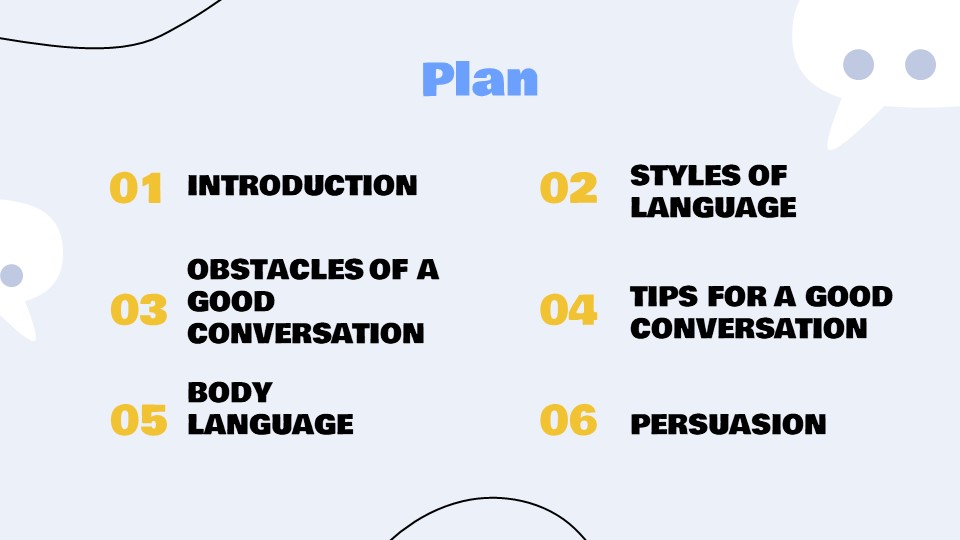 Plan
01 INTRODUCTION
02 STYLES OF
LANGUAGE
03 OBSTACLES OF A
GOOD
CONVERSATION
04 TIPS FOR A GOOD
CONVERSATION
05 BODY
LANGUAGE
06 PERSUASION